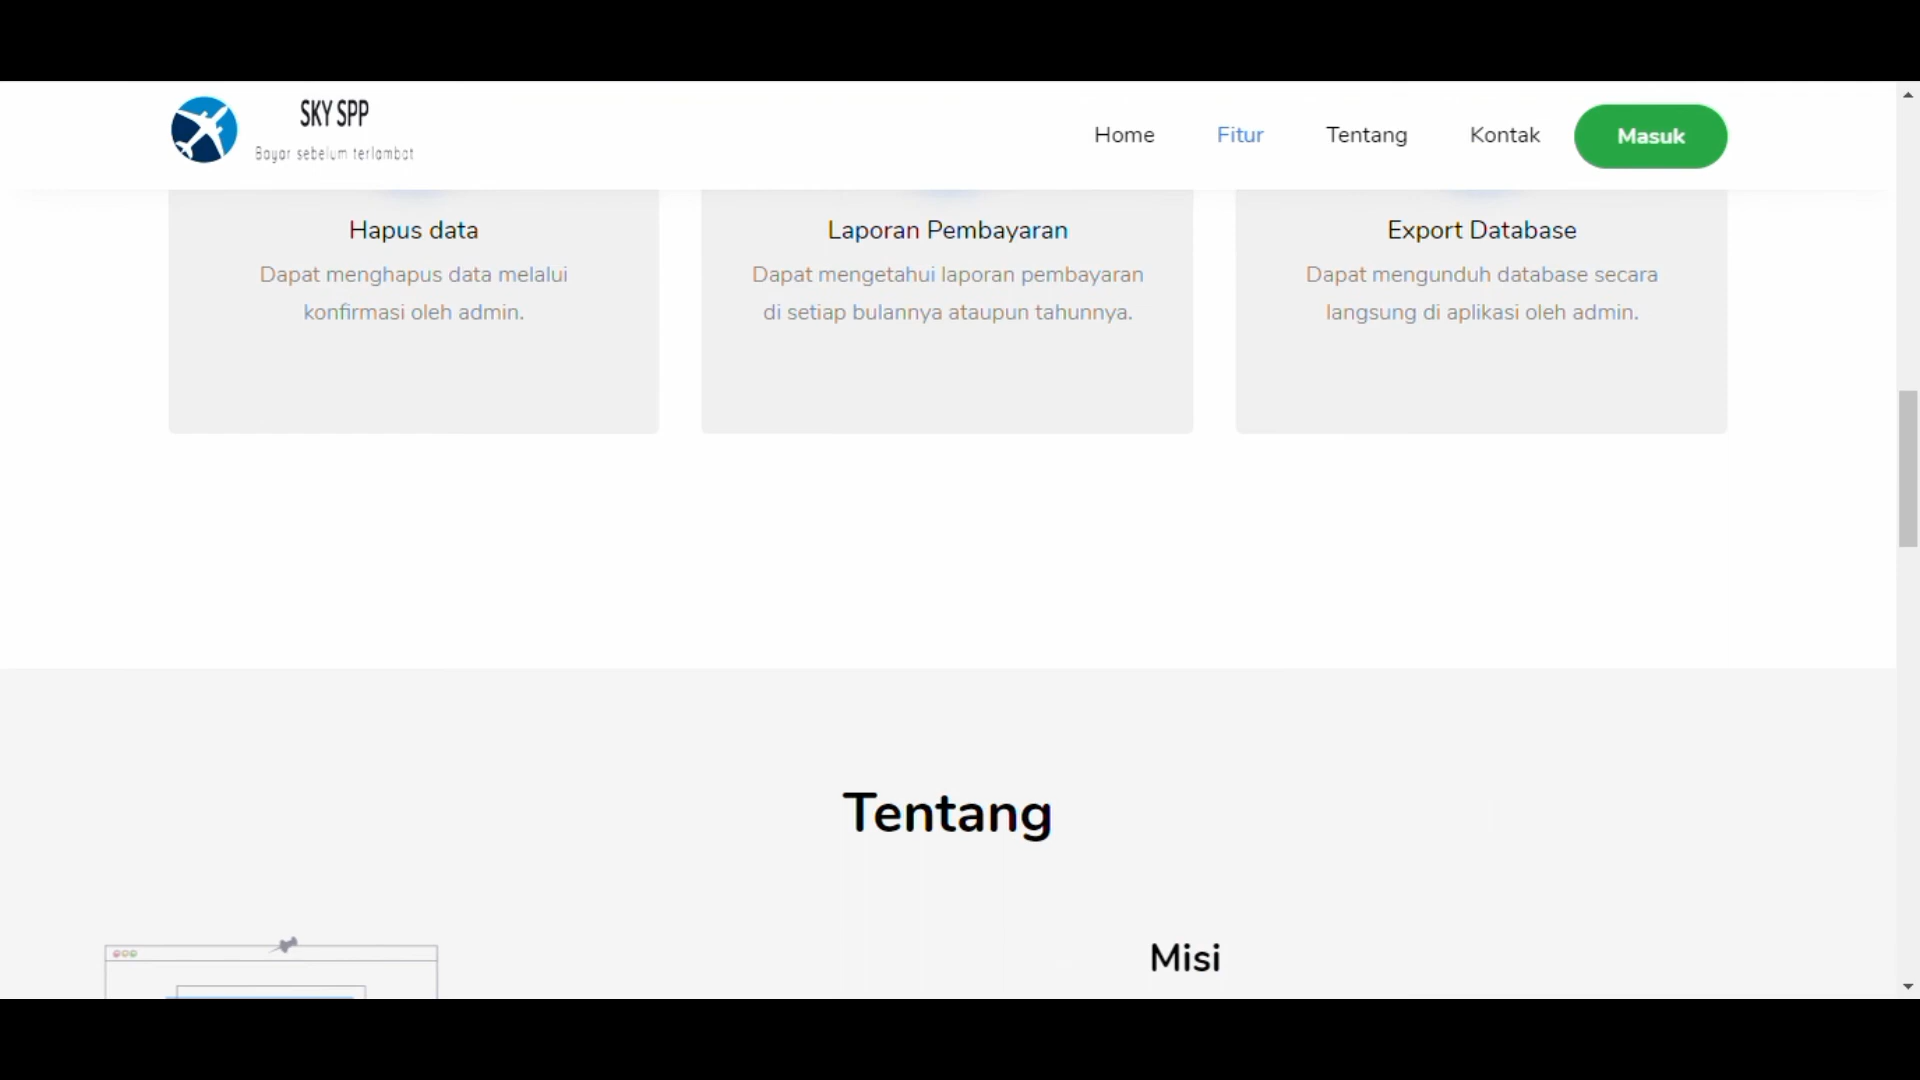 SKY SPP
Bayar sebelum terlambat
Home
Fitur
Tentang
Kontak
Masuk
Hapus data
Dapat menghapus data melalui
konfirmasi oleh admin.
Laporan Pembayaran
Dapat mengetahui laporan pembayaran
di setiap bulannya ataupun tahunnya.
Export Database
Dapat mengunduh database secara
langsung di aplikasi oleh admin.
Tentang
Misi